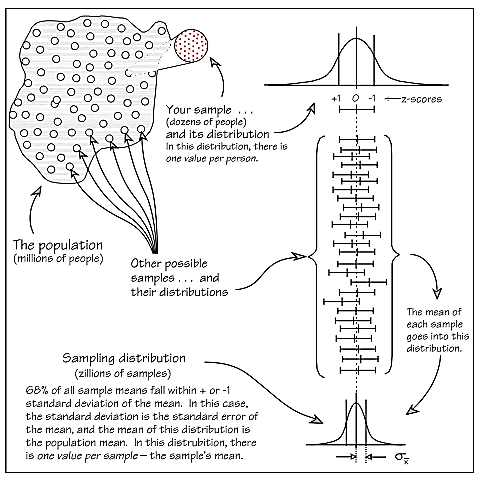 Your sample . . .
(dozens of people)
and its distribution
In this distribution, there is
one value per person.
+1 0 -1 z-scores
The population
(millions of people)
Other possible
samples . . . and
their distributions
The mean of
each sample
goes into this
distribution.
Sampling distribution
(zillions of samples)
68% of all sample means fall within + or -1
standard deviation of the mean. In this case,
the standard deviation is the standard error of
the mean, and the mean of this distribution is
the population mean. In this distrubition, there
is one value per sample – the sample's mean.
σx̄